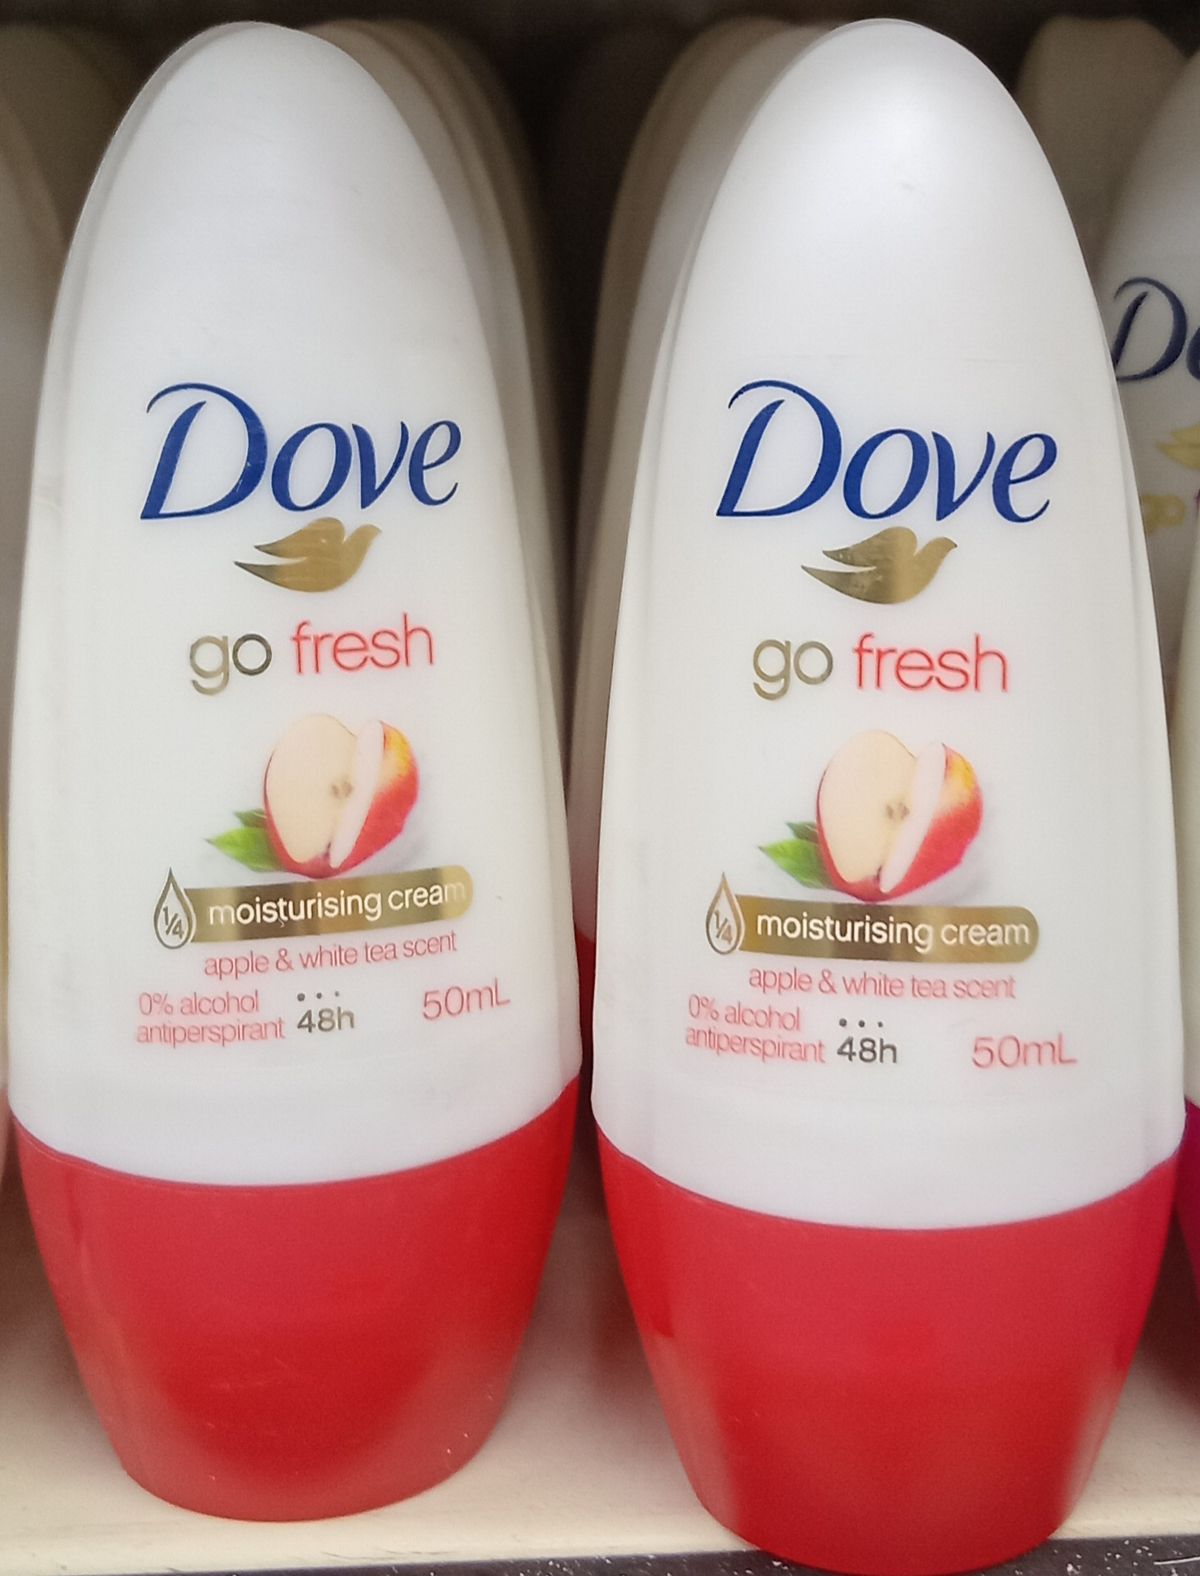 Dove
go fresh
1/4 moisturising cream
apple & white tea scent
0% alcohol
antiperspirant
48h
50mL
Dove
go fresh
1/4 moisturising cream
apple & white tea scent
0% alcohol
antiperspirant
48h
50mL
go